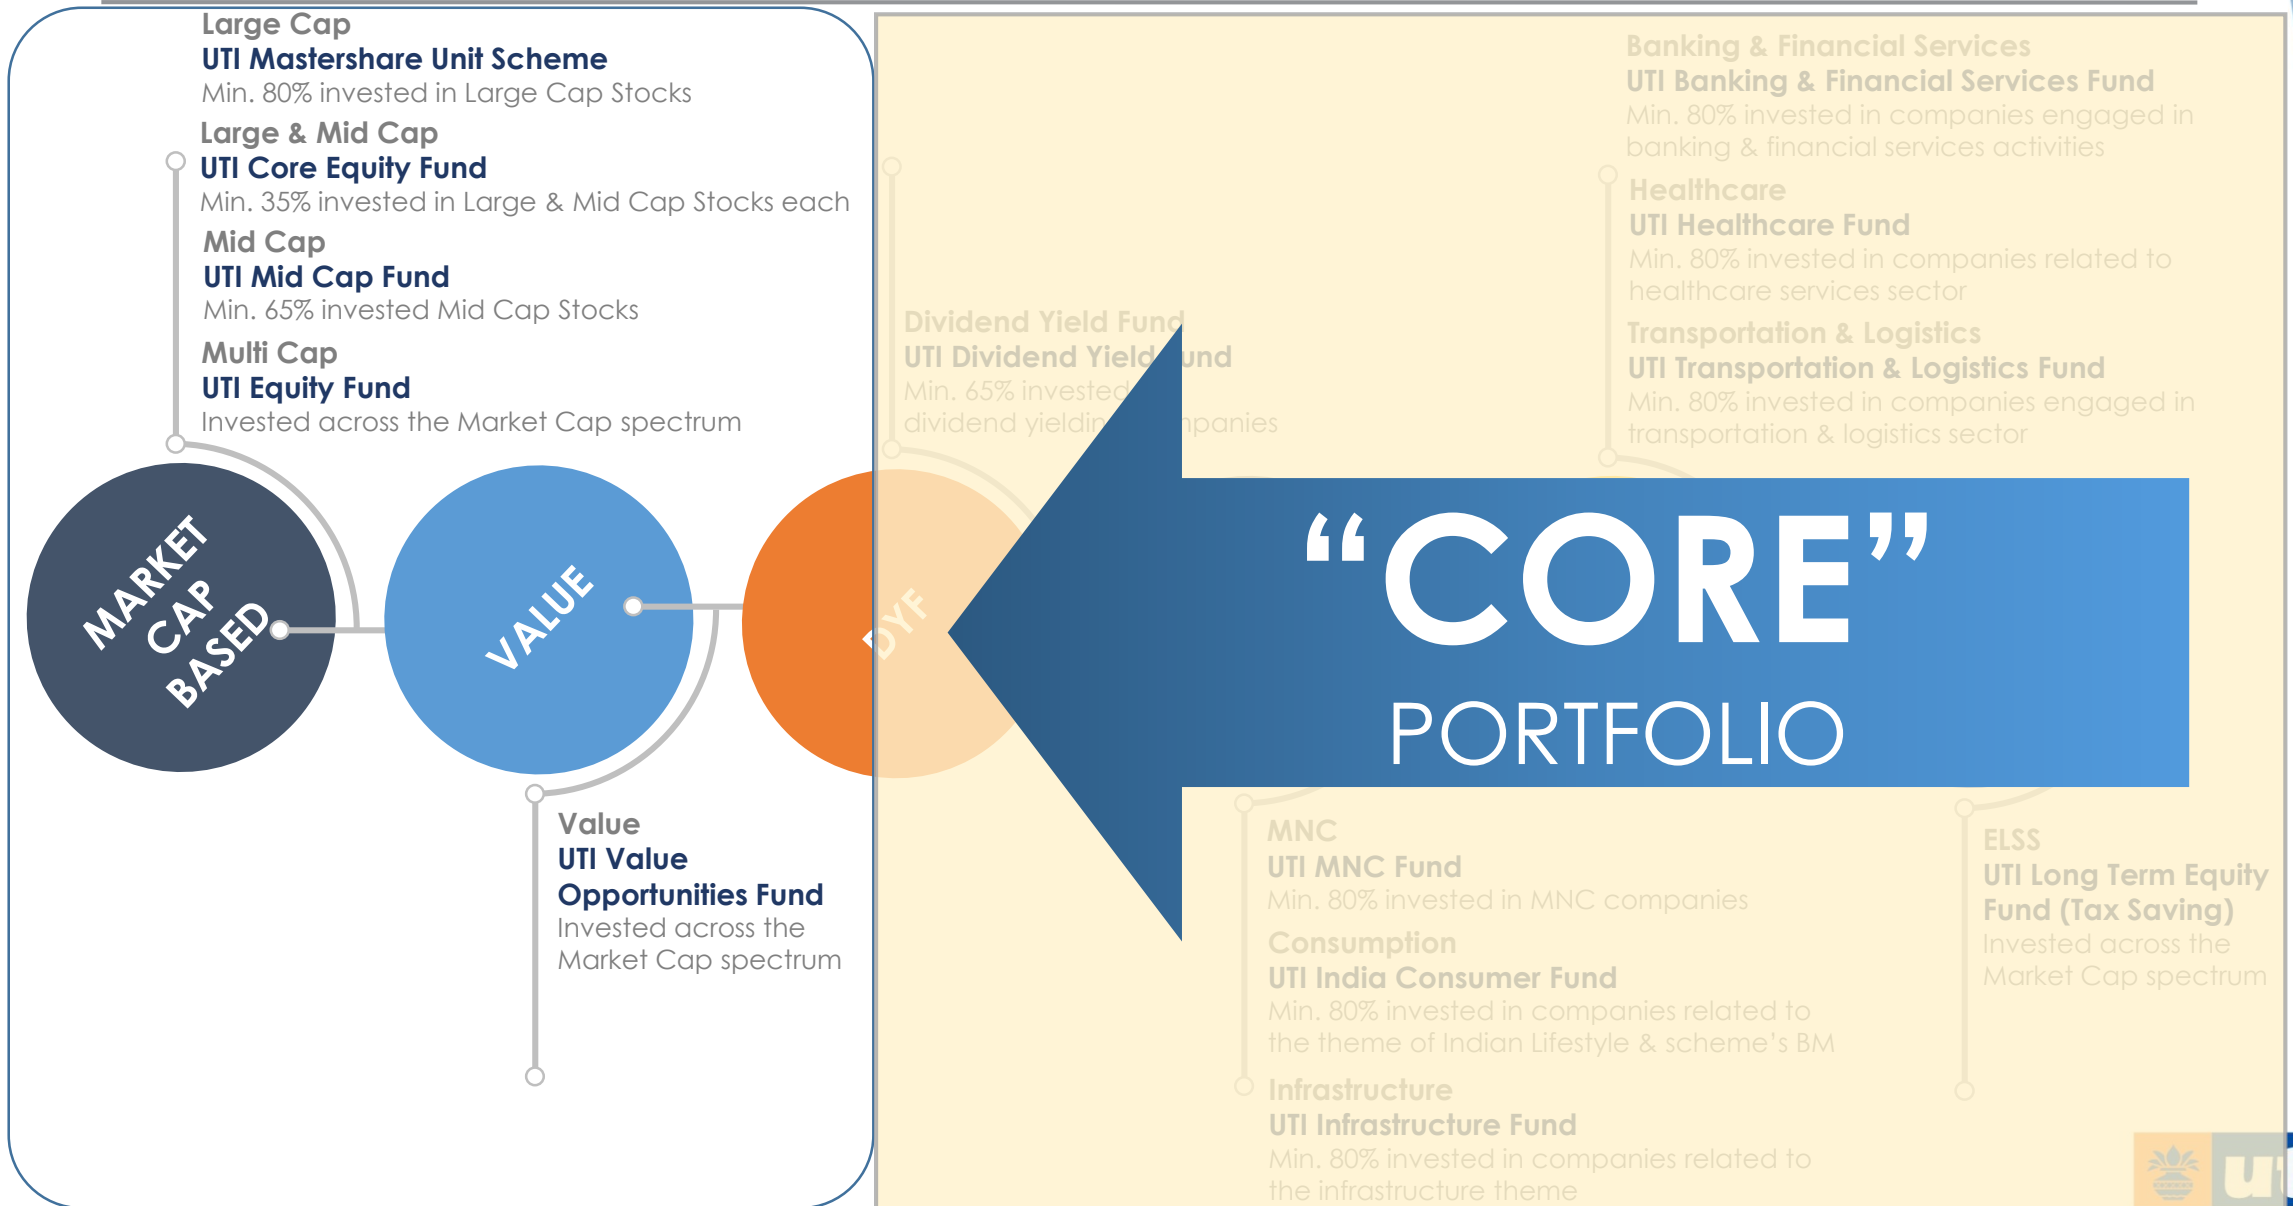 Large Cap
UTI Mastershare Unit Scheme
Min. 80% invested in Large Cap Stocks
Large & Mid Cap
UTI Core Equity Fund
Min. 35% invested in Large & Mid Cap Stocks each
Mid Cap
UTI Mid Cap Fund
Min. 65% invested Mid Cap Stocks
Multi Cap
UTI Equity Fund
Invested across the Market Cap spectrum
MARKET
CAP
BASED
VALUE
Value
UTI Value
Opportunities Fund
Invested across the
Market Cap spectrum
DYF
Dividend Yield Fund
UTI Dividend Yield
Min. 65% invested
dividend
“CORE”
PORTFOLIO
Banking & Financial Services
UTI Banking & Financial Services Fund
Min. 80% invested in companies engaged in
banking & financial services activities
Healthcare
UTI Healthcare Fund
Min. 80% invested in companies related to
healthcare services sector
Transportation & Logistics
UTI Transportation & Logistics Fund
Min. 80% invested in companies engaged in
transportation & logistics sector
MNC
UTI MNC Fund
Min. 80% invested in MNC companies
Consumption
UTI India Consumer Fund
Min. 80% invested in companies related to
the theme of Indian Lifestyle & scheme’s BM
Infrastructure
UTI Infrastructure Fund
Min. 80% invested in companies related to
the infrastructure theme
ELSS
UTI Long Term Equity
Fund (Tax Saving)
Invested across the
Market Cap spectrum